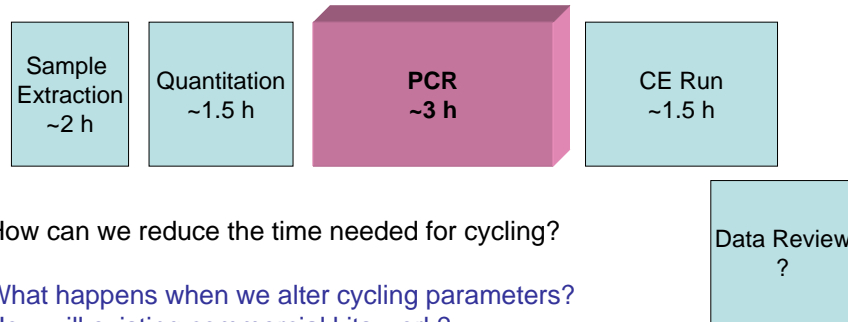 Sample
Extraction
~2 h
Quantitation
~1.5 h
PCR
~3 h
CE Run
~1.5 h
How can we reduce the time needed for cycling?
Data Review
?
What happens when we alter cycling parameters?